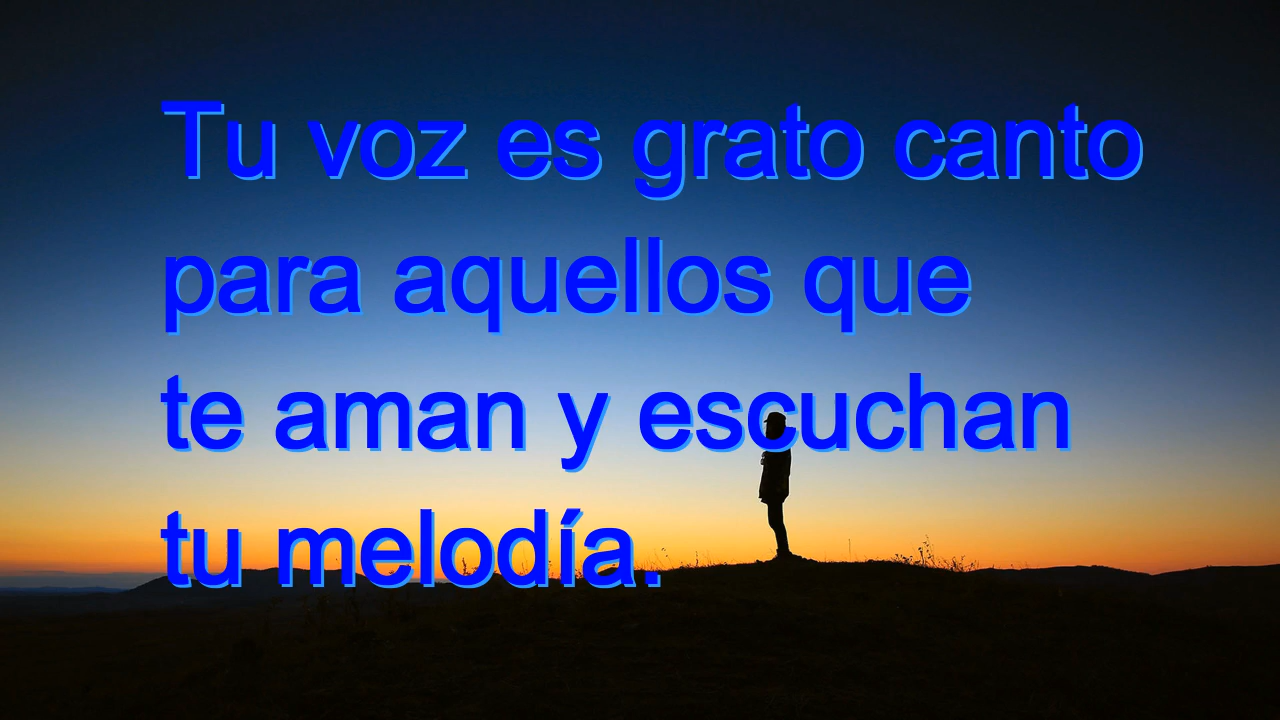 Tu voz es grato canto
para aquellos que
te aman y escuchan
tu melodía.